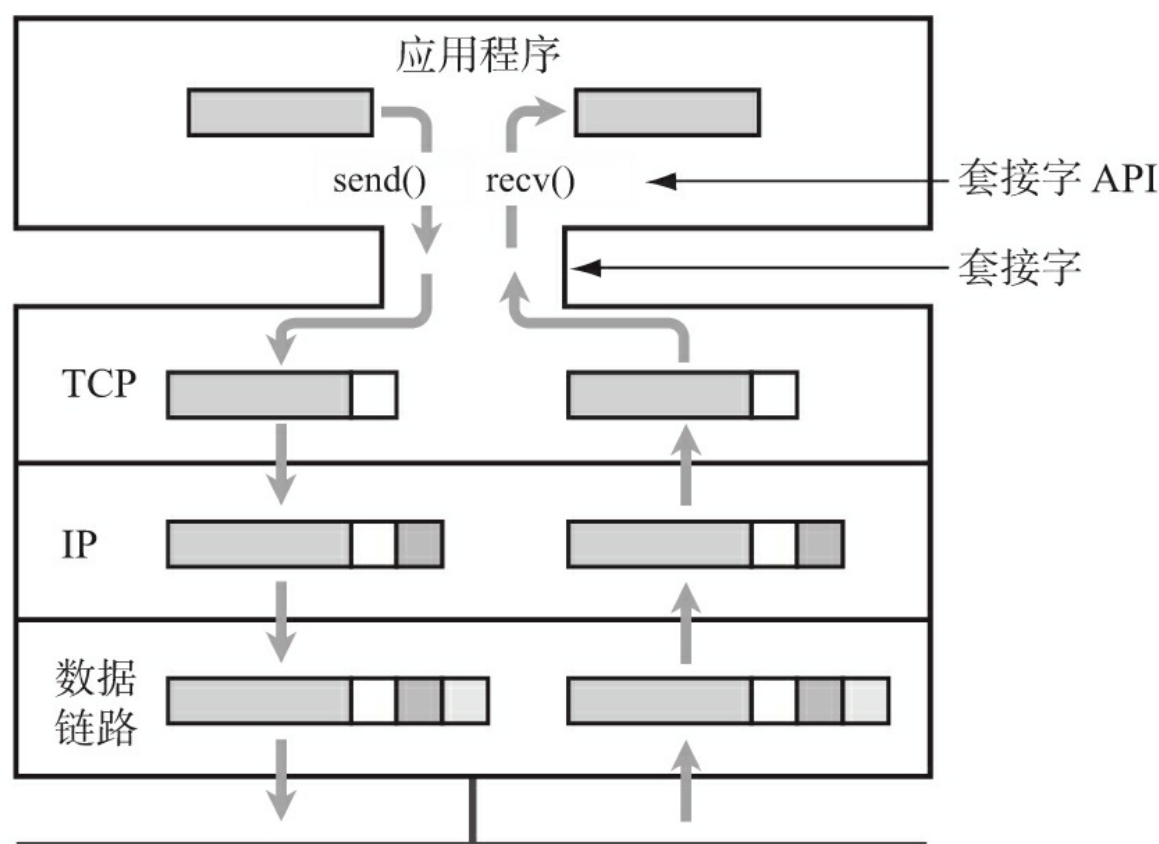 应用程序
send()
recv()
套接字 API
套接字
TCP
IP
数据
链路